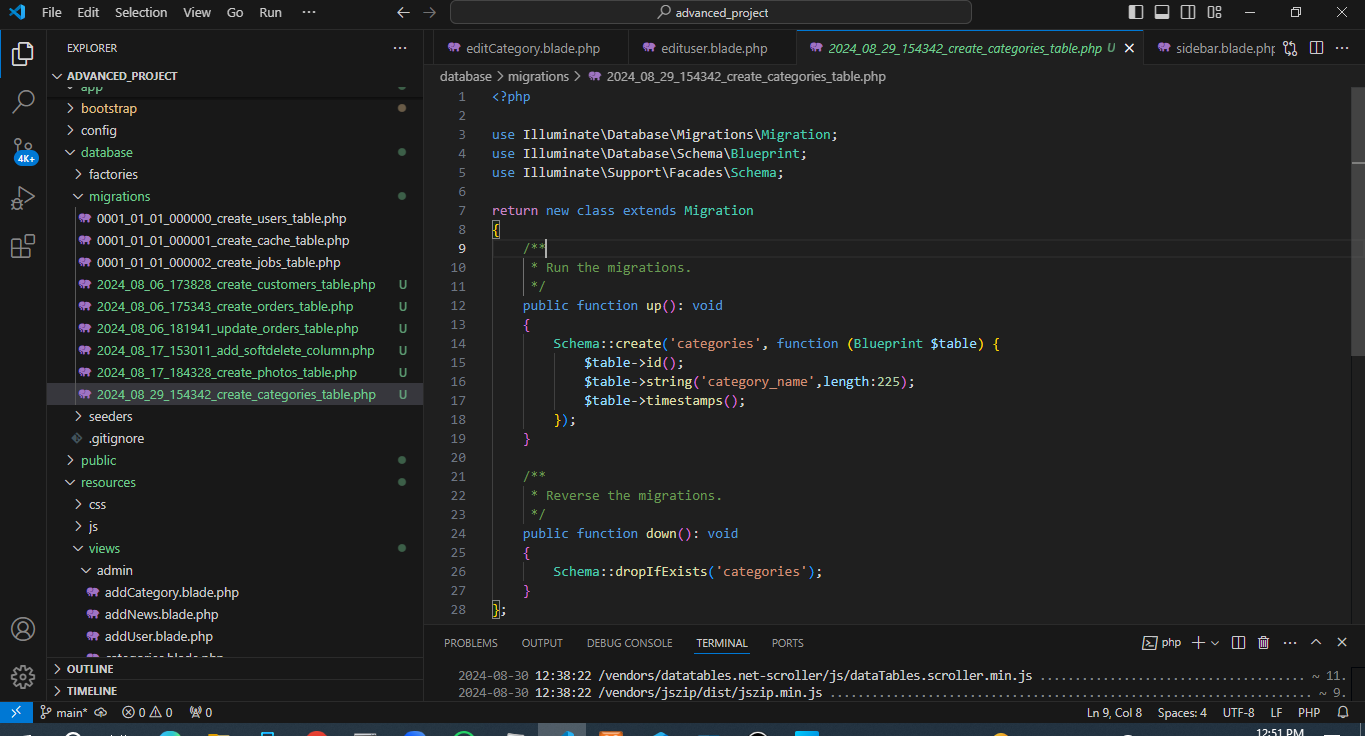 File Edit Selection View Go Run ··· advanced_project
EXPLORER ···
ADVANCED_PROJECT
app
bootstrap
config
database
factories
migrations
0001_01_01_000000_create_users_table.php
0001_01_01_000001_create_cache_table.php
0001_01_01_000002_create_jobs_table.php
2024_08_06_173828_create_customers_table.php U
2024_08_06_175343_create_orders_table.php U
2024_08_06_181941_update_orders_table.php U
2024_08_17_153011_add_softdelete_column.php U
2024_08_17_184328_create_photos_table.php U
2024_08_29_154342_create_categories_table.php U
seeders
.gitignore
public
resources
css
js
views
admin
addCategory.blade.php
addNews.blade.php
addUser.blade.php
categories.blade.php
OUTLINE
TIMELINE
4K+
editCategory.blade.php edituser.blade.php 2024_08_29_154342_create_categories_table.php U sidebar.blade.php
database > migrations > 2024_08_29_154342_create_categories_table.php
1 <?php
2
3 use Illuminate\Database\Migrations\Migration;
4 use Illuminate\Database\Schema\Blueprint;
5 use Illuminate\Support\Facades\Schema;
6
7 return new class extends Migration
8 {
9 /**
10 * Run the migrations.
11 */
12 public function up(): void
13 {
14 Schema::create('categories', function (Blueprint $table) {
15 $table->id();
16 $table->string('category_name',length:225);
17 $table->timestamps();
18 });
19 }
20
21 /**
22 * Reverse the migrations.
23 */
24 public function down(): void
25 {
26 Schema::dropIfExists('categories');
27 }
28 };
PROBLEMS OUTPUT DEBUG CONSOLE TERMINAL PORTS php
2024-08-30 12:38:22 /vendors/datatables.net-scroller/js/dataTables.scroller.min.js ................................... ~ 11.
2024-08-30 12:38:22 /vendors/jszip/dist/jszip.min.js ............................................................... ~ 9.
main* 0 0 0 Ln 9, Col 8 Spaces: 4 UTF-8 LF PHP
12:51 PM